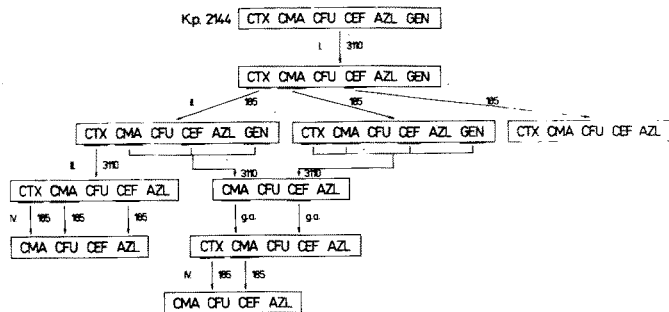 K.p. 2144 CTX CMA CFU CEF AZL GEN
I. 3110
CTX CMA CFU CEF AZL GEN
II. 185 185 185
CTX CMA CFU CEF AZL GEN CTX CMA CFU CEF AZL GEN CTX CMA CFU CEF AZL
III. 3110 3110 3110
CTX CMA CFU CEF AZL CMA CFU CEF AZL
IV. 185 185 185 g.a. g.a.
CMA CFU CEF AZL CTX CMA CFU CEF AZL
IV. 185 185
CMA CFU CEF AZL